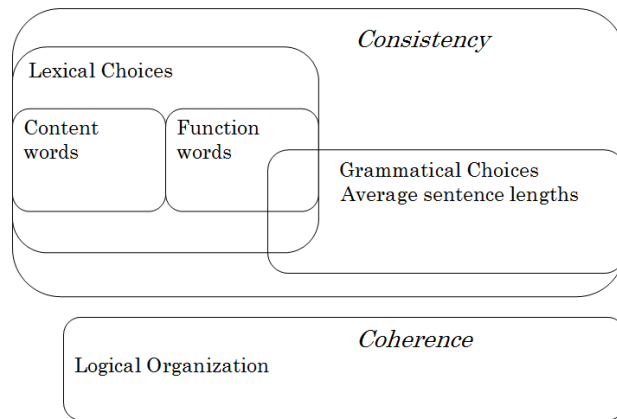 Consistency
Lexical Choices
Content
words
Function
words
Grammatical Choices
Average sentence lengths
Coherence
Logical Organization